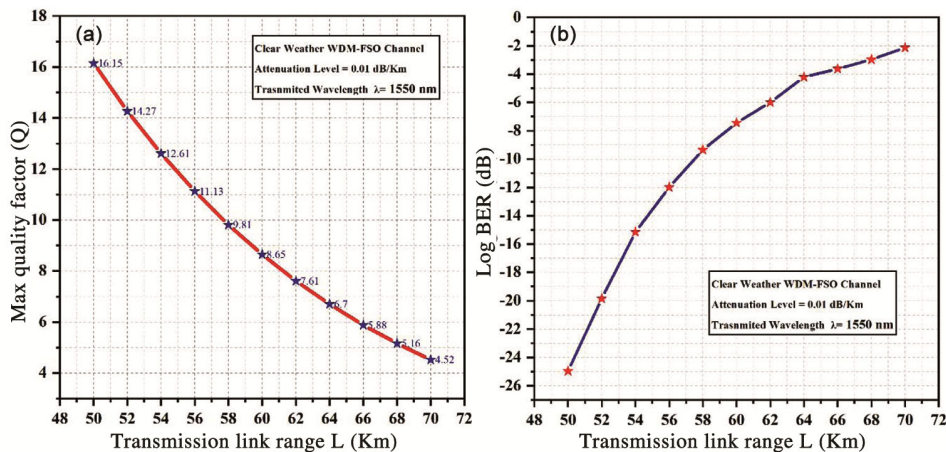 (a)
Clear Weather WDM-FSO Channel
Attenuation Level = 0.01 dB/Km
Trasnmited Wavelength λ= 1550 nm
Max quality factor (Q)
18
16
14
12
10
8
6
4
16.15
14.27
12.61
11.13
9.81
8.65
7.61
6.7
5.88
5.16
4.52
48 50 52 54 56 58 60 62 64 66 68 70 72
Transmission link range L (Km)
(b)
Log_BER (dB)
-0
-2
-4
-6
-8
-10
-12
-14
-16
-18
-20
-22
-24
-26
Clear Weather WDM-FSO Channel
Attenuation Level = 0.01 dB/Km
Trasnmited Wavelength λ= 1550 nm
48 50 52 54 56 58 60 62 64 66 68 70 72
Transmission link range L (Km)